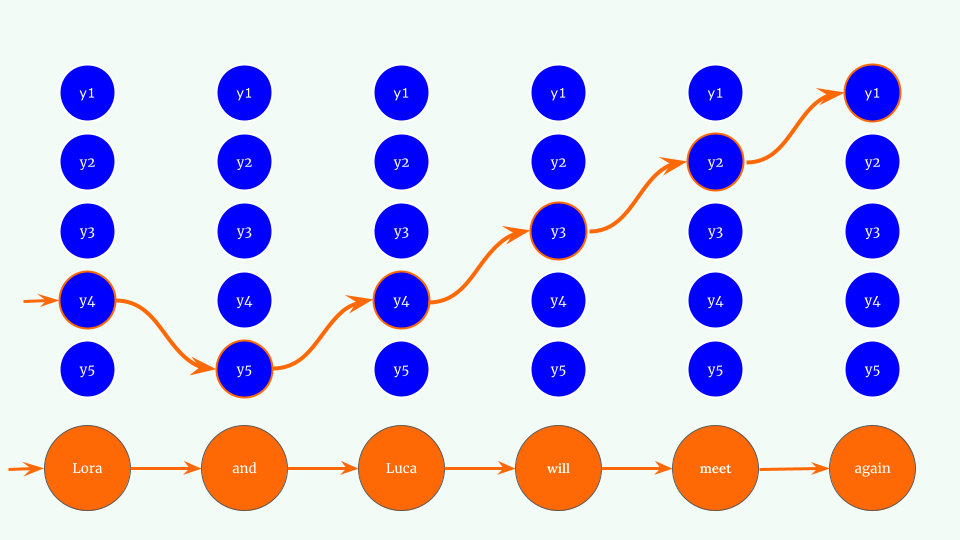 y1 y1 y1 y1 y1 y1
y2 y2 y2 y2 y2 y2
y3 y3 y3 y3 y3 y3
y4 y4 y4 y4 y4 y4
y5 y5 y5 y5 y5 y5
Lora and Luca will meet again